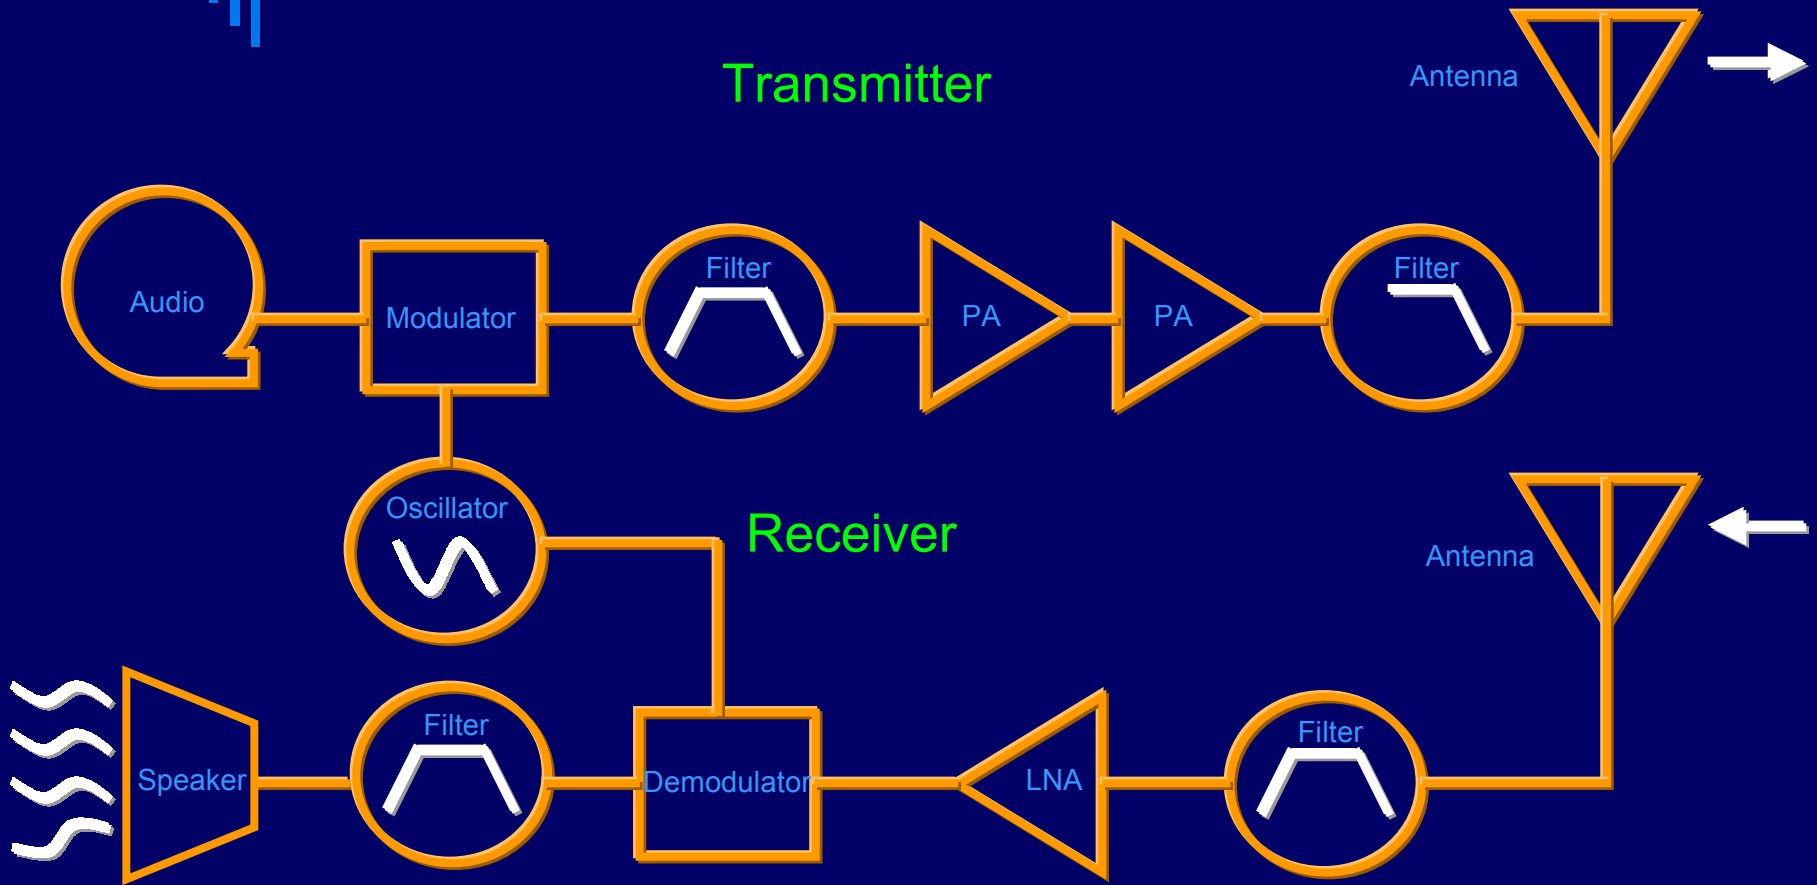 Transmitter
Antenna
Audio
Modulator
Filter
PA
PA
Filter
Oscillator
Receiver
Antenna
Speaker
Filter
Demodulator
LNA
Filter